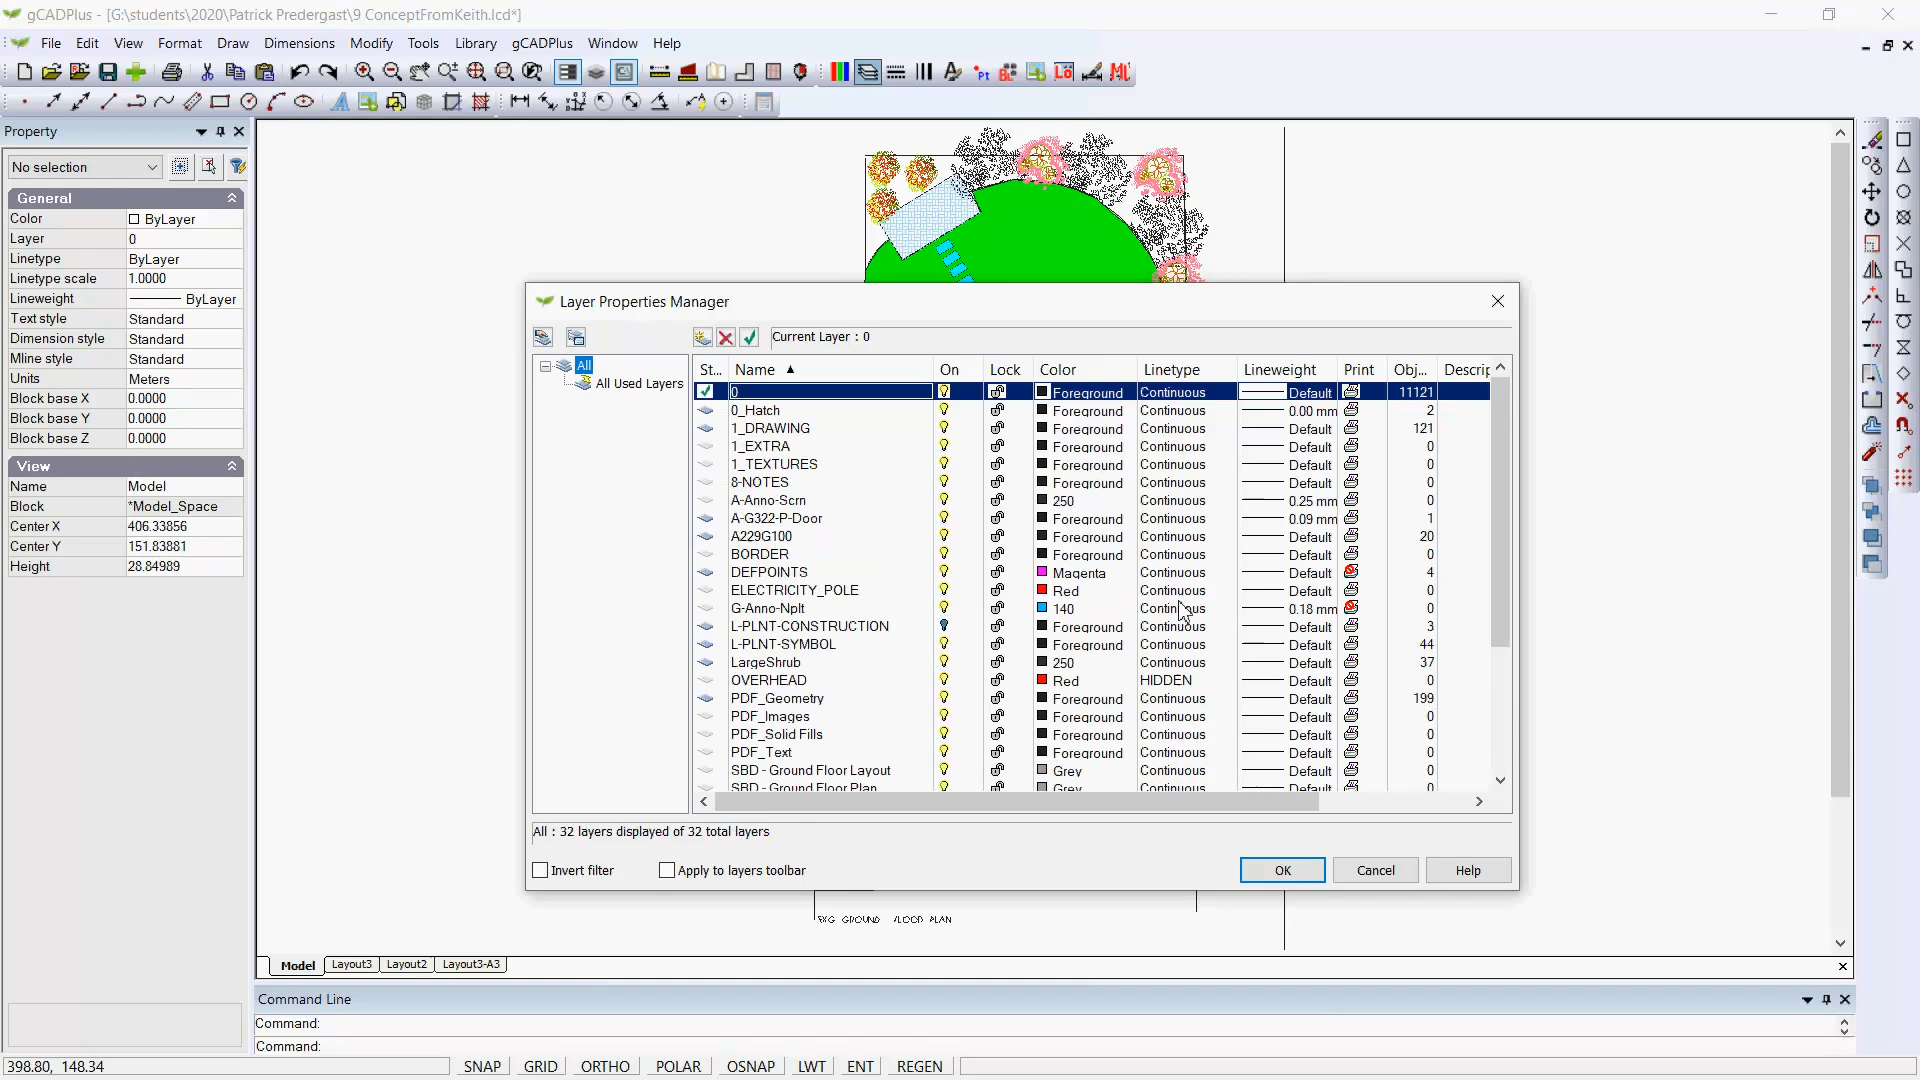 gCADPlus - [G:\students\2020\Patrick Predergast\9 ConceptFromKeith.lcd*]
File Edit View Format Draw Dimensions Modify Tools Library gCADPlus Window Help
Property
No selection
General
Color ByLayer
Layer 0
Linetype ByLayer
Linetype scale 1.0000
Lineweight ByLayer
Text style Standard
Dimension style Standard
Mline style Standard
Units Meters
Block base X 0.0000
Block base Y 0.0000
Block base Z 0.0000
View
Name Model
Block *Model_Space
Center X 406.33856
Center Y 151.83881
Height 28.84989
Layer Properties Manager
Current Layer : 0
All
All Used Layers
St... Name On Lock Color Linetype Lineweight Print Obj... Descrip
0 Foreground Continuous Default 11121
0_Hatch Foreground Continuous 0.00 mm 2
1_DRAWING Foreground Continuous Default 121
1_EXTRA Foreground Continuous Default 0
1_TEXTURES Foreground Continuous Default 0
8-NOTES Foreground Continuous Default 0
A-Anno-Scrn 250 Continuous 0.25 mm 0
A-G322-P-Door Foreground Continuous 0.09 mm 1
A229G100 Foreground Continuous Default 20
BORDER Foreground Continuous Default 0
DEFPOINTS Magenta Continuous Default 4
ELECTRICITY_POLE Red Continuous Default 0
G-Anno-Nplt 140 Continuous 0.18 mm 0
L-PLNT-CONSTRUCTION Foreground Continuous Default 3
L-PLNT-SYMBOL Foreground Continuous Default 44
LargeShrub 250 Continuous Default 37
OVERHEAD Red HIDDEN Default 0
PDF_Geometry Foreground Continuous Default 199
PDF_Images Foreground Continuous Default 0
PDF_Solid Fills Foreground Continuous Default 0
PDF_Text Foreground Continuous Default 0
SBD - Ground Floor Layout Grey Continuous Default 0
SBD - Ground Floor Plan Grey Continuous Default 0
All : 32 layers displayed of 32 total layers
Invert filter Apply to layers toolbar OK Cancel Help
GROUND FLOOR PLAN
Model Layout3 Layout2 Layout3-A3
Command Line
Command:
Command:
398.80, 148.34 SNAP GRID ORTHO POLAR OSNAP LWT ENT REGEN